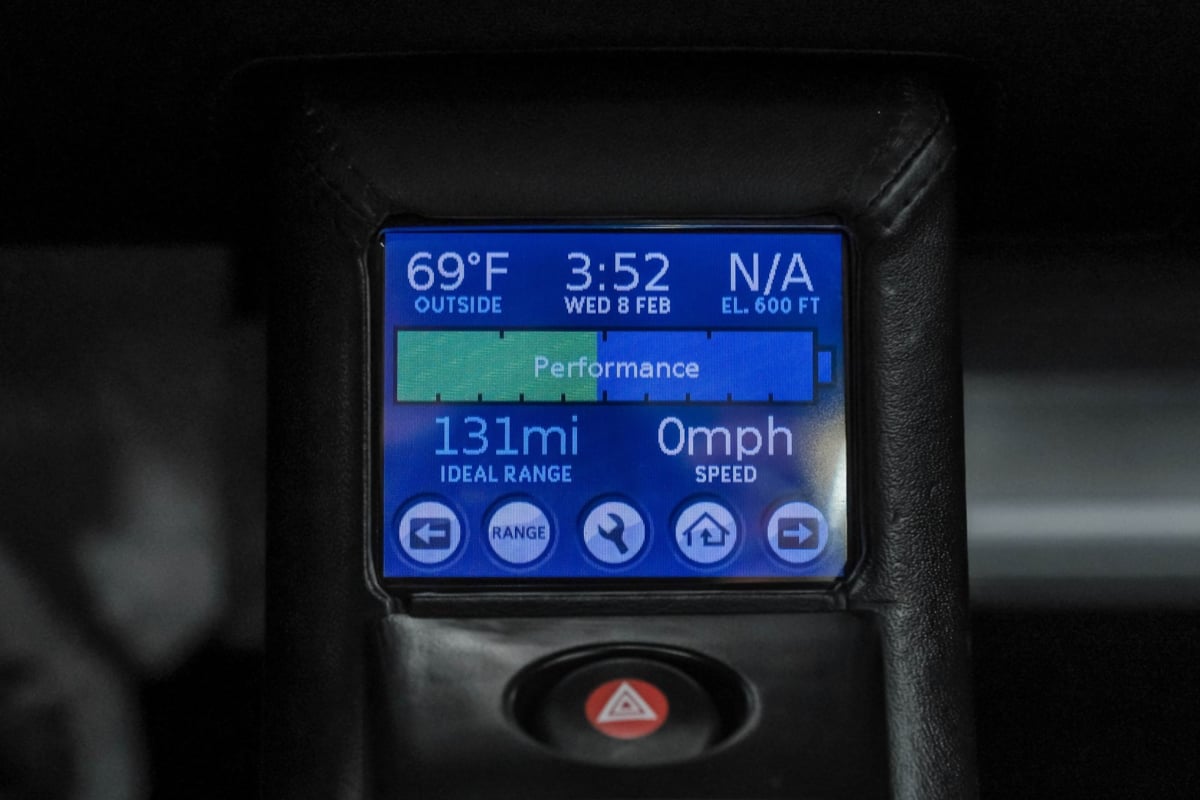 69°F 3:52 N/A
OUTSIDE WED 8 FEB EL. 600 FT
Performance
131mi 0mph
IDEAL RANGE SPEED
RANGE